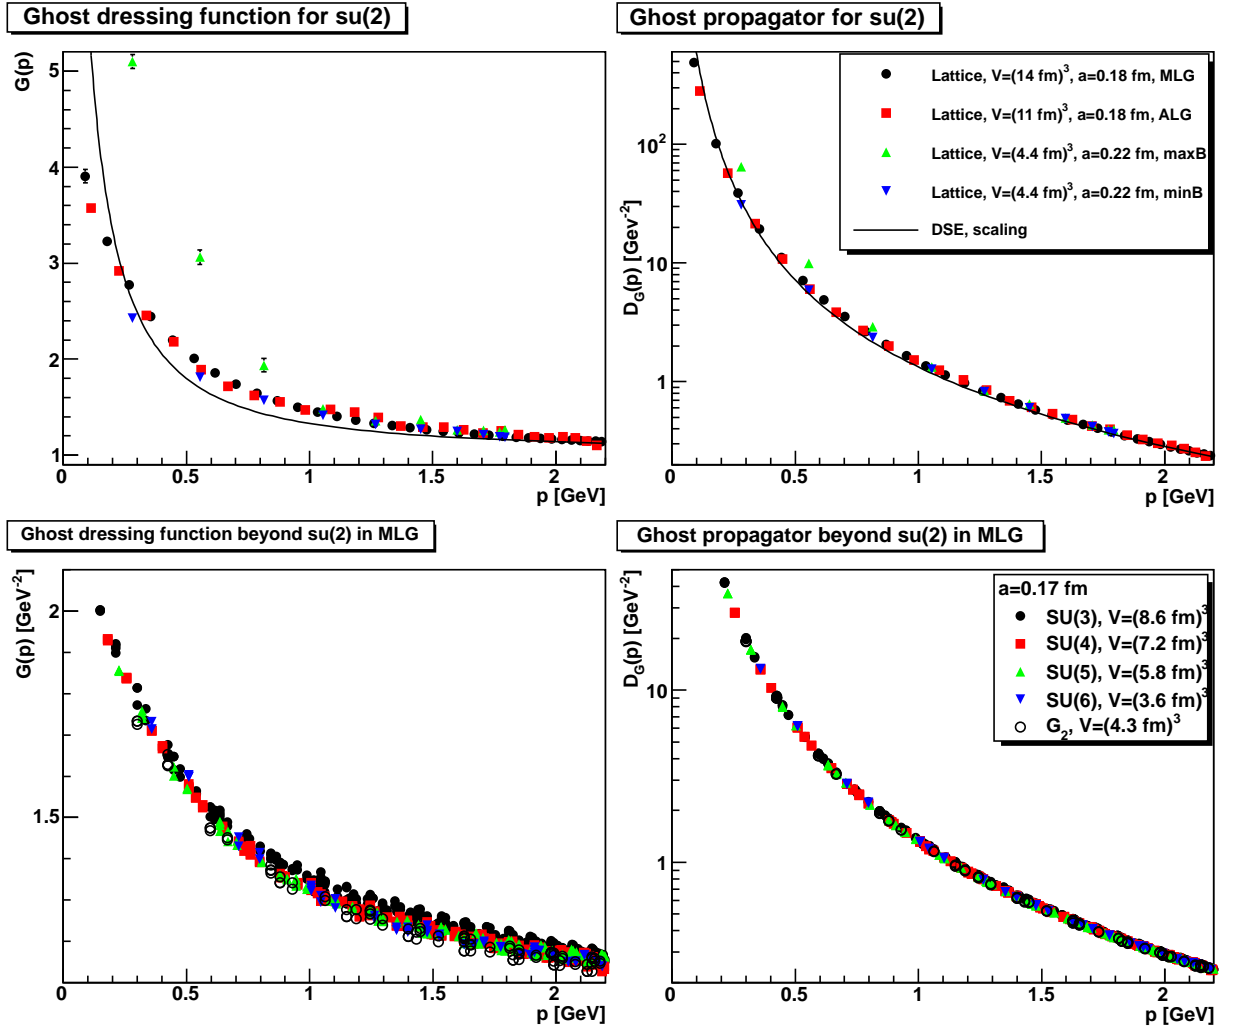 Ghost dressing function for su(2)
G(p)
5
4
3
2
1
0
0.5
1
1.5
2
p [GeV]
Ghost propagator for su(2)
D_G(p) [Gev^-2]
10^2
10
1
Lattice, V=(14 fm)^3, a=0.18 fm, MLG
Lattice, V=(11 fm)^3, a=0.18 fm, ALG
Lattice, V=(4.4 fm)^3, a=0.22 fm, maxB
Lattice, V=(4.4 fm)^3, a=0.22 fm, minB
DSE, scaling
0
0.5
1
1.5
2
p [GeV]
Ghost dressing function beyond su(2) in MLG
G(p) [GeV^-2]
2
1.5
0
0.5
1
1.5
2
p [GeV]
Ghost propagator beyond su(2) in MLG
D_G(p) [GeV^-2]
10
1
a=0.17 fm
SU(3), V=(8.6 fm)^3
SU(4), V=(7.2 fm)^3
SU(5), V=(5.8 fm)^3
SU(6), V=(3.6 fm)^3
G_2, V=(4.3 fm)^3
0
0.5
1
1.5
2
p [GeV]